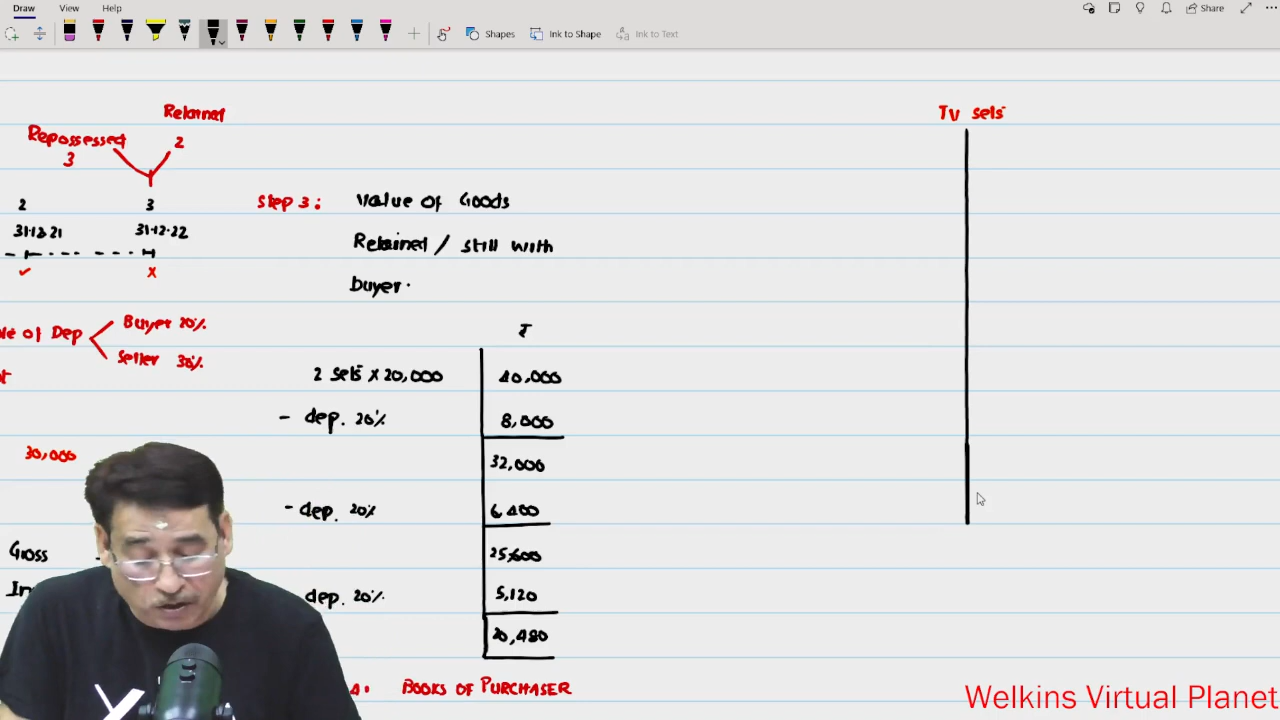 Draw View Help
Share
Shapes Ink to Shape Ink to Text
Retained
Repossessed 2
3
2 3
31.12.21 31.12.22
Step 3: Value of Goods
Retained / still with
buyer.
of Dep Buyer 20%
Seller 30%
₹
2 sets x 20,000 40,000
- dep. 20% 8,000
32,000
30,000
- dep. 20% 6,400
Gross 25,600
dep. 20% 5,120
20,480
BOOKS OF PURCHASER
TV sets
Welkins Virtual Planet